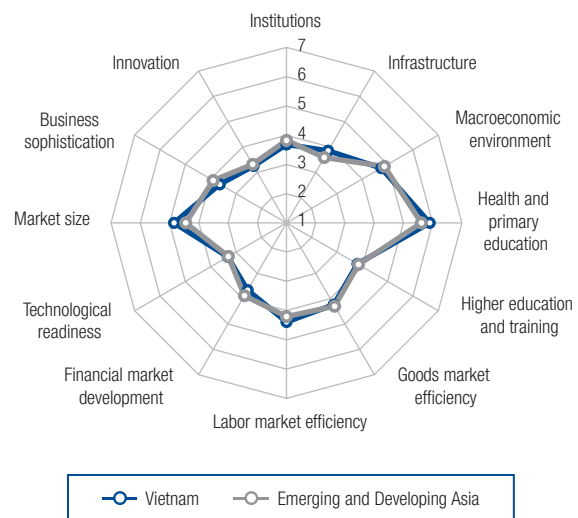 Institutions
Infrastructure
Macroeconomic
environment
Health and
primary
education
Higher education
and training
Goods market
efficiency
Labor market efficiency
Financial market
development
Technological
readiness
Market size
Business
sophistication
Innovation
7
6
5
4
3
2
1
Vietnam
Emerging and Developing Asia